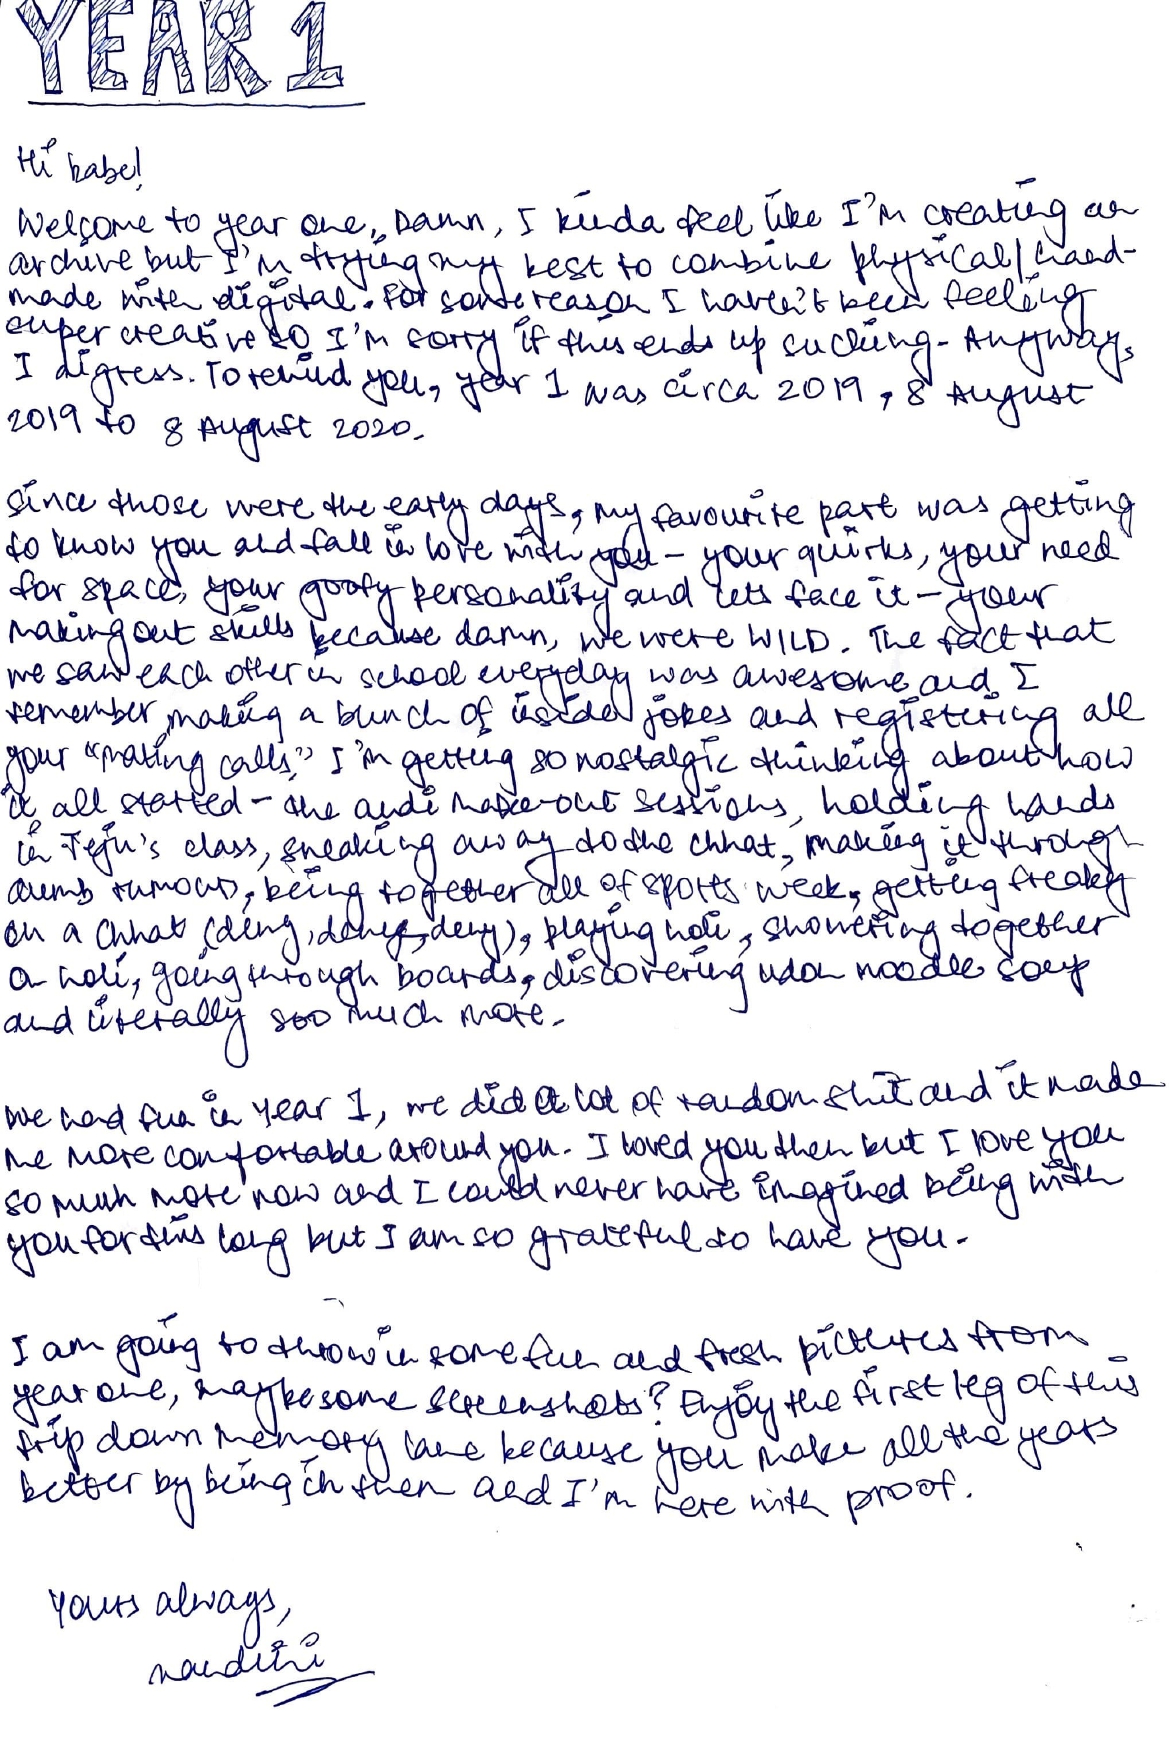 YEAR 1
Hi babe!
Welcome to year one. Damn, I kinda feel like I'm creating an
archive but I'm trying my best to combine physical/hand-
made with digital. For some reason I haven't been feeling
super creative so I'm sorry if this ends up sucking. Anyway,
I digress. To remind you, year 1 was circa 2019, 8 August
2019 to 8 August 2020.
Since those were the early days, my favourite part was getting
to know you and fall in love with you - your quirks, your need
for space, your goofy personality and lets face it - your
making out skills because damn, we were WILD. The fact that
we saw each other in school everyday was awesome and I
remember making a bunch of inside jokes and registering all
your "mating calls." I'm getting so nostalgic thinking about how
it all started - the audi make-out sessions, holding hands
in Teju's class, sneaking away to the chhat, making it through
dumb rumours, being together all of sports week, getting freaky
on a chhat (deny, deny, deny), playing holi, showering together
on holi, going through boards, discovering udon noodle soup
and literally soo much more.
We had fun in Year 1, we did a lot of random shit and it made
me more comfortable around you. I loved you then but I love you
so much more now and I could never have imagined being with
you for this long but I am so grateful to have you.
I am going to throw in some fun and fresh pictures from
year one, maybe some screenshots? Enjoy the first leg of this
trip down memory lane because you make all the years
better by being in them and I'm here with proof.
Yours always,
nandini